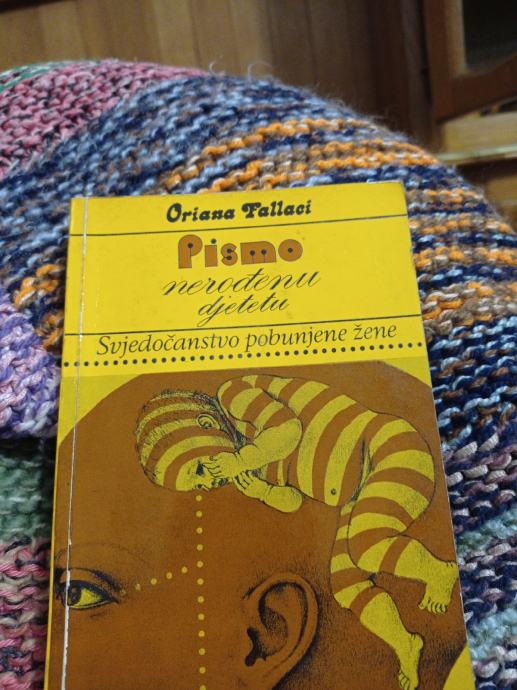 Oriana Fallaci
Pismo
nerođenu
djetetu
Svjedočanstvo pobunjene žene